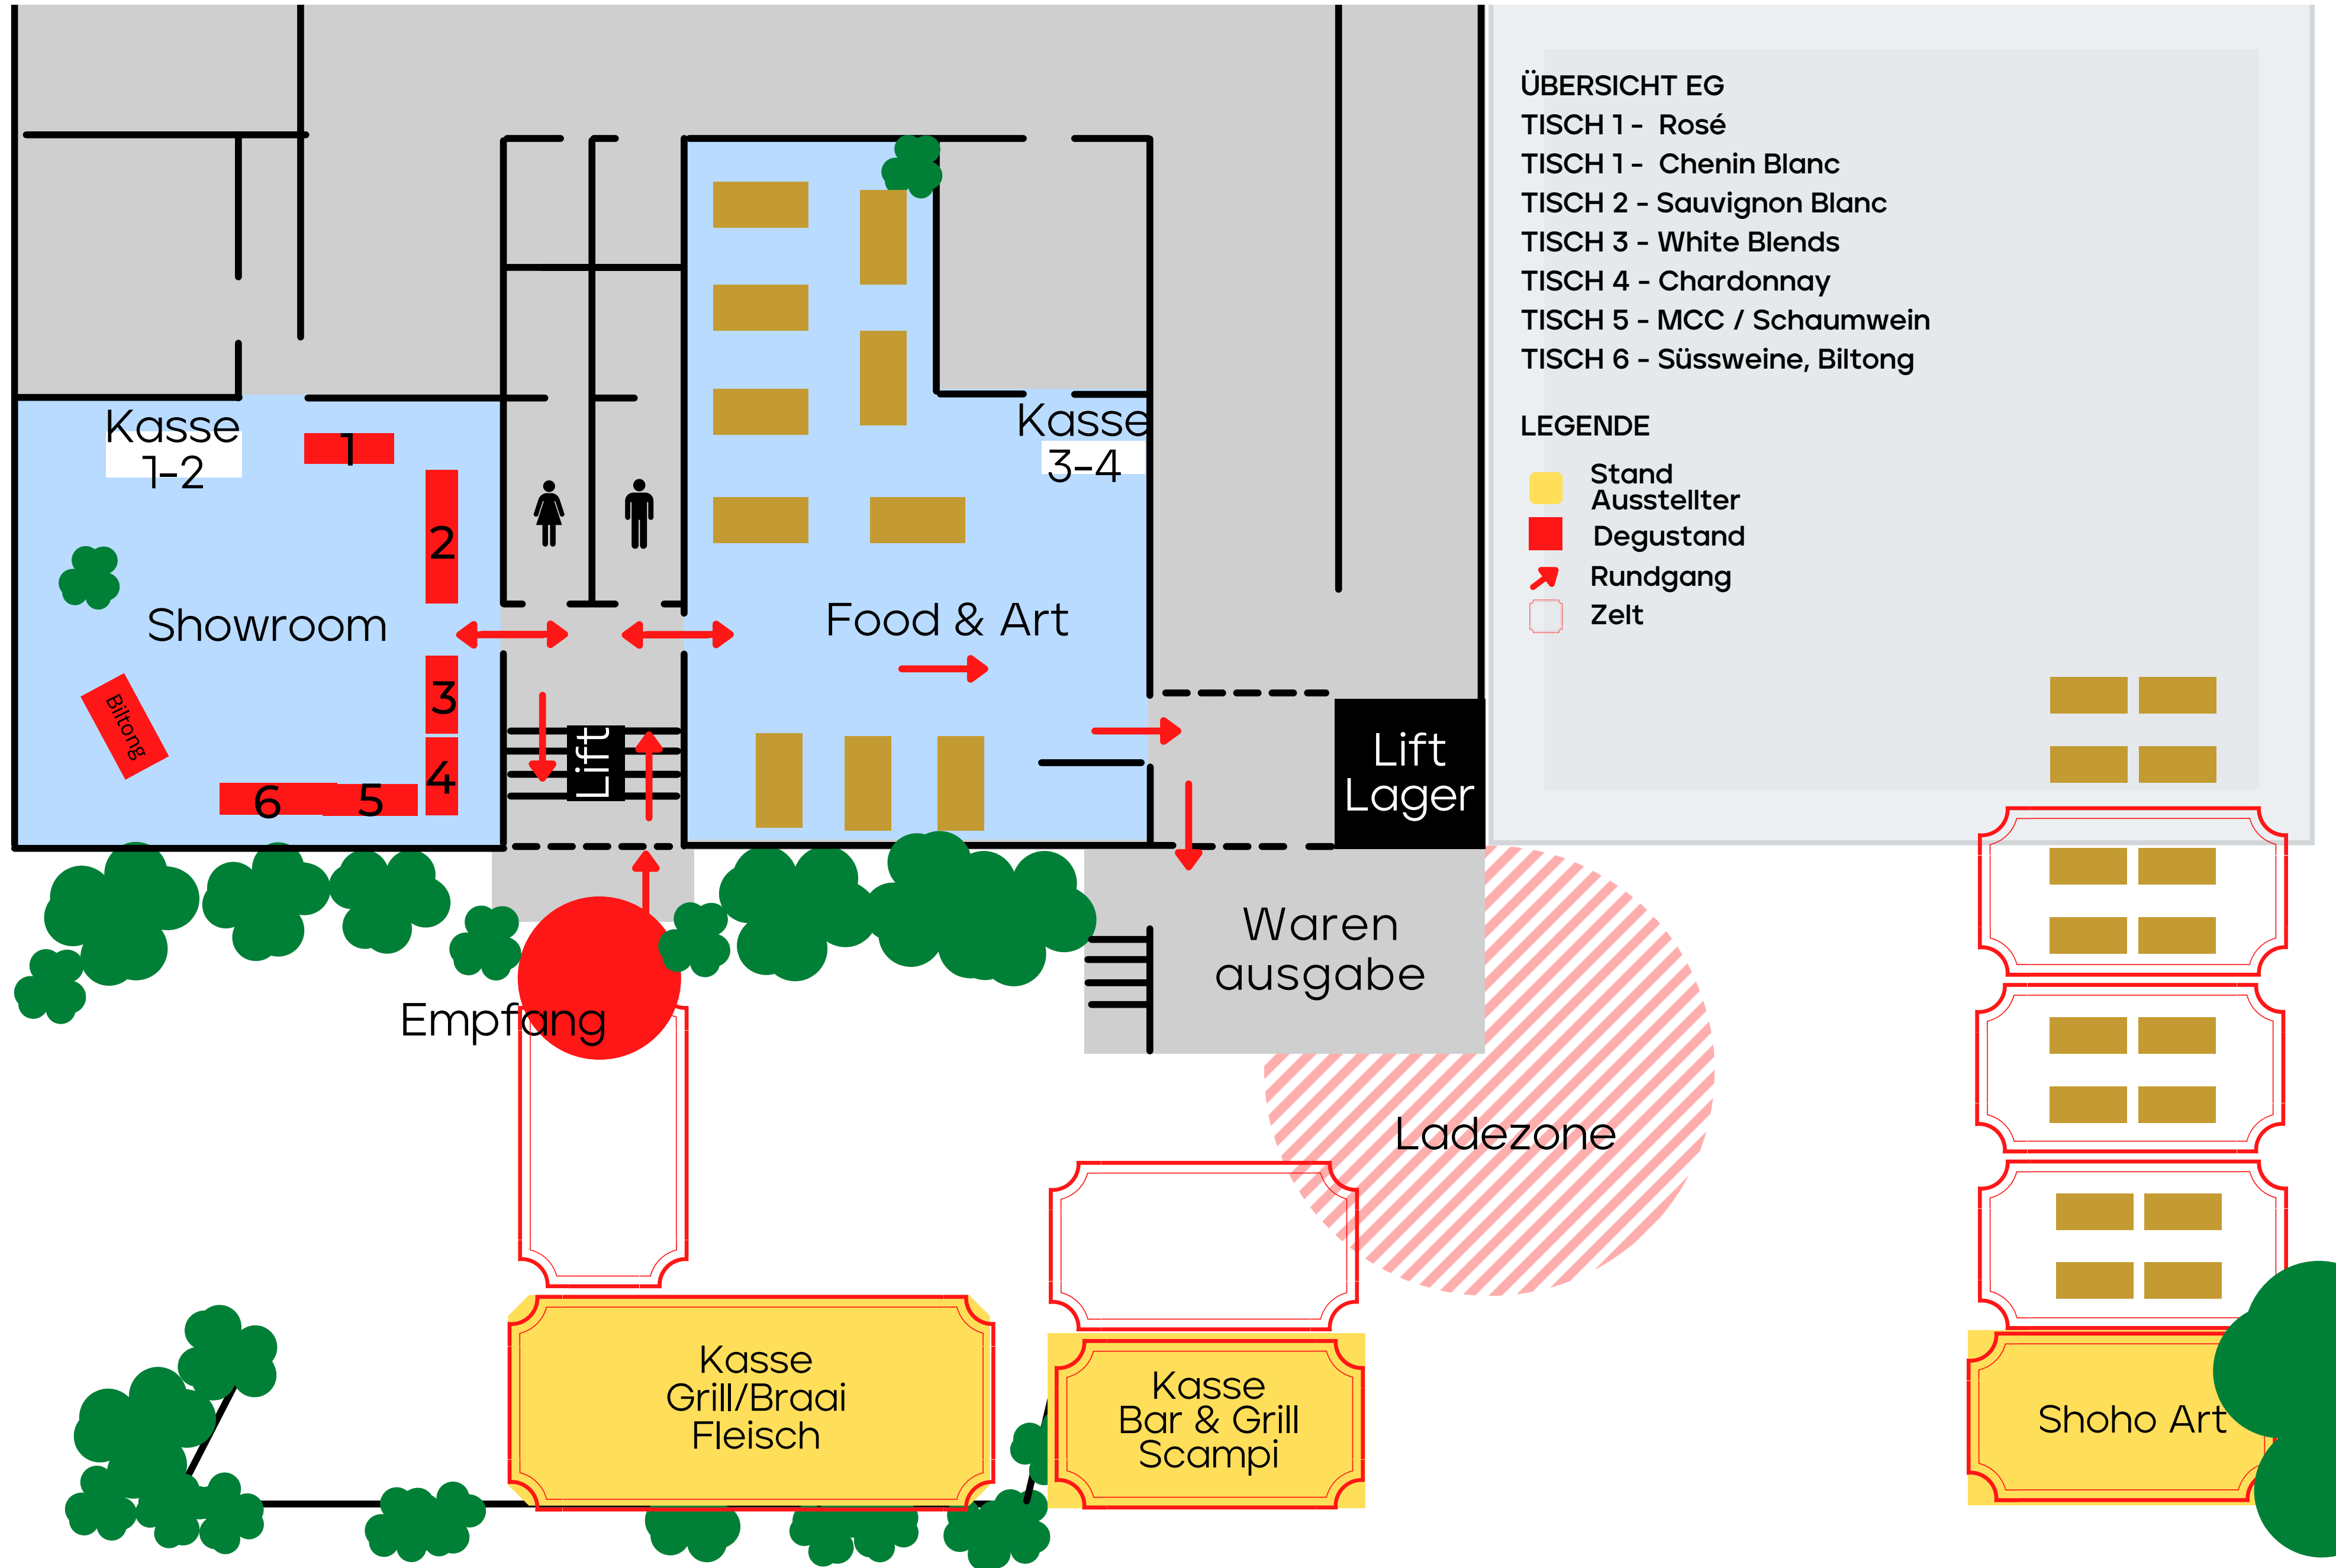 ÜBERSICHT EG
TISCH 1 - Rosé
TISCH 1 - Chenin Blanc
TISCH 2 - Sauvignon Blanc
TISCH 3 - White Blends
TISCH 4 - Chardonnay
TISCH 5 - MCC / Schaumwein
TISCH 6 - Süssweine, Biltong
LEGENDE
Stand
Ausstellter
Degustand
Rundgang
Zelt
Kasse
1-2
1
2
Showroom
Biltong
3
4
6
5
Lift
Kasse
3-4
Food & Art
Lift
Lager
Waren
ausgabe
Empfang
Ladezone
Kasse
Grill/Braai
Fleisch
Kasse
Bar & Grill
Scampi
Shoho Art